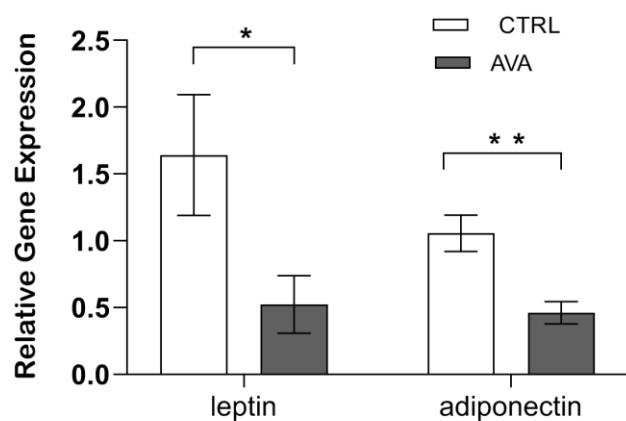 CTRL
AVA
*
* *
Relative Gene Expression
2.5
2.0
1.5
1.0
0.5
0.0
leptin
adiponectin